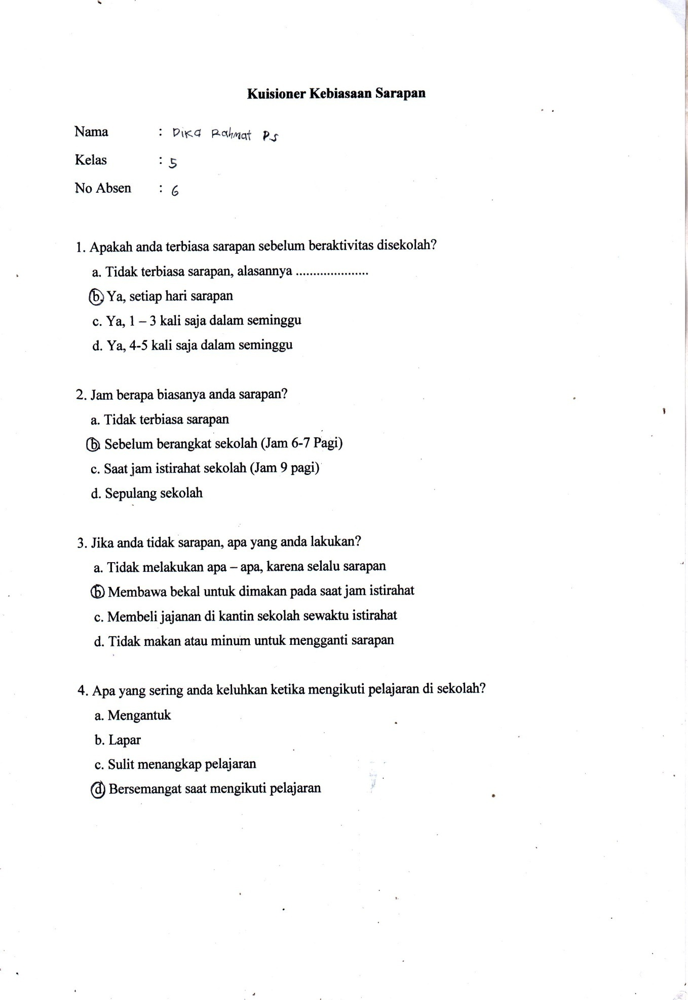 Kuisioner Kebiasaan Sarapan
Nama : Dika Rahmat P.S
Kelas : 5
No Absen : 6
1. Apakah anda terbiasa sarapan sebelum beraktivitas disekolah?
a. Tidak terbiasa sarapan, alasannya .....................
b. Ya, setiap hari sarapan
c. Ya, 1 – 3 kali saja dalam seminggu
d. Ya, 4-5 kali saja dalam seminggu
2. Jam berapa biasanya anda sarapan?
a. Tidak terbiasa sarapan
b. Sebelum berangkat sekolah (Jam 6-7 Pagi)
c. Saat jam istirahat sekolah (Jam 9 pagi)
d. Sepulang sekolah
3. Jika anda tidak sarapan, apa yang anda lakukan?
a. Tidak melakukan apa – apa, karena selalu sarapan
b. Membawa bekal untuk dimakan pada saat jam istirahat
c. Membeli jajanan di kantin sekolah sewaktu istirahat
d. Tidak makan atau minum untuk mengganti sarapan
4. Apa yang sering anda keluhkan ketika mengikuti pelajaran di sekolah?
a. Mengantuk
b. Lapar
c. Sulit menangkap pelajaran
d. Bersemangat saat mengikuti pelajaran